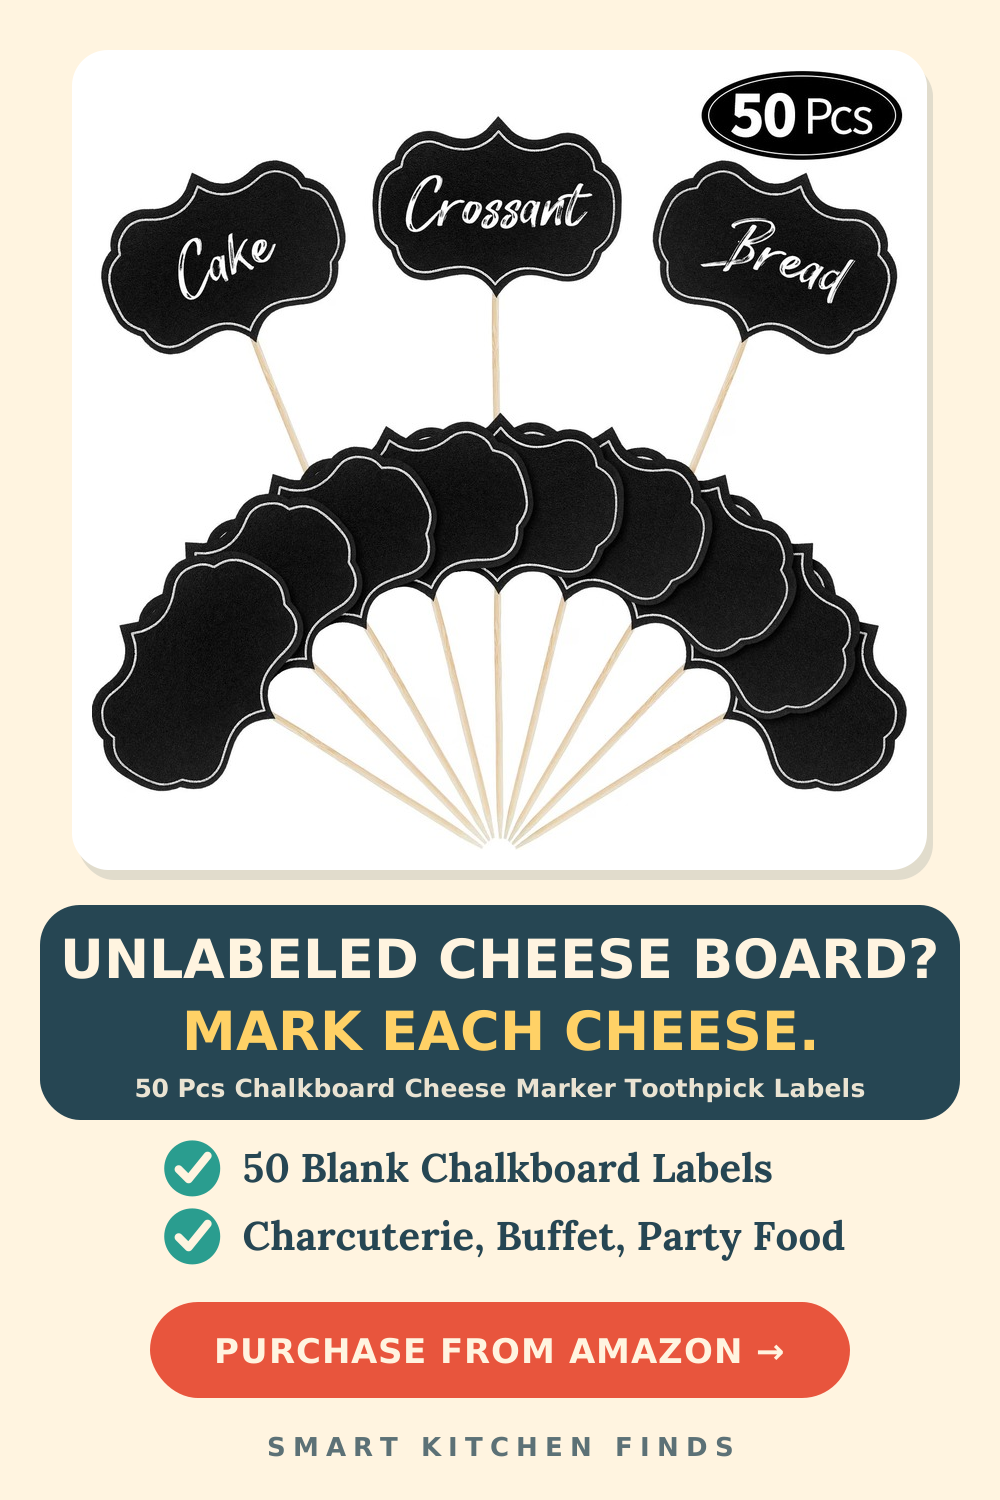 50 Pcs
Cake
Crossant
Bread
UNLABELED CHEESE BOARD?
MARK EACH CHEESE.
50 Pcs Chalkboard Cheese Marker Toothpick Labels
50 Blank Chalkboard Labels
Charcuterie, Buffet, Party Food
PURCHASE FROM AMAZON →
SMART KITCHEN FINDS